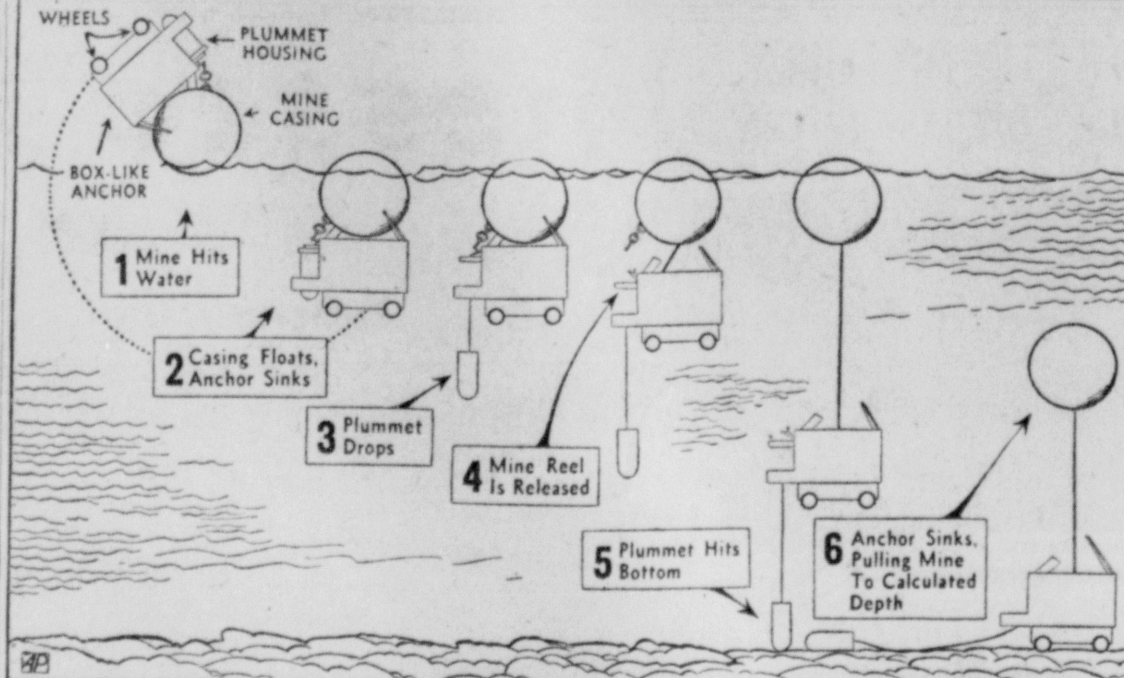 WHEELS
PLUMMET
HOUSING
MINE
CASING
BOX-LIKE
ANCHOR
1 Mine Hits
Water
2 Casing Floats,
Anchor Sinks
3 Plummet
Drops
4 Mine Reel
Is Released
5 Plummet Hits
Bottom
6 Anchor Sinks,
Pulling Mine
To Calculated
Depth
AP